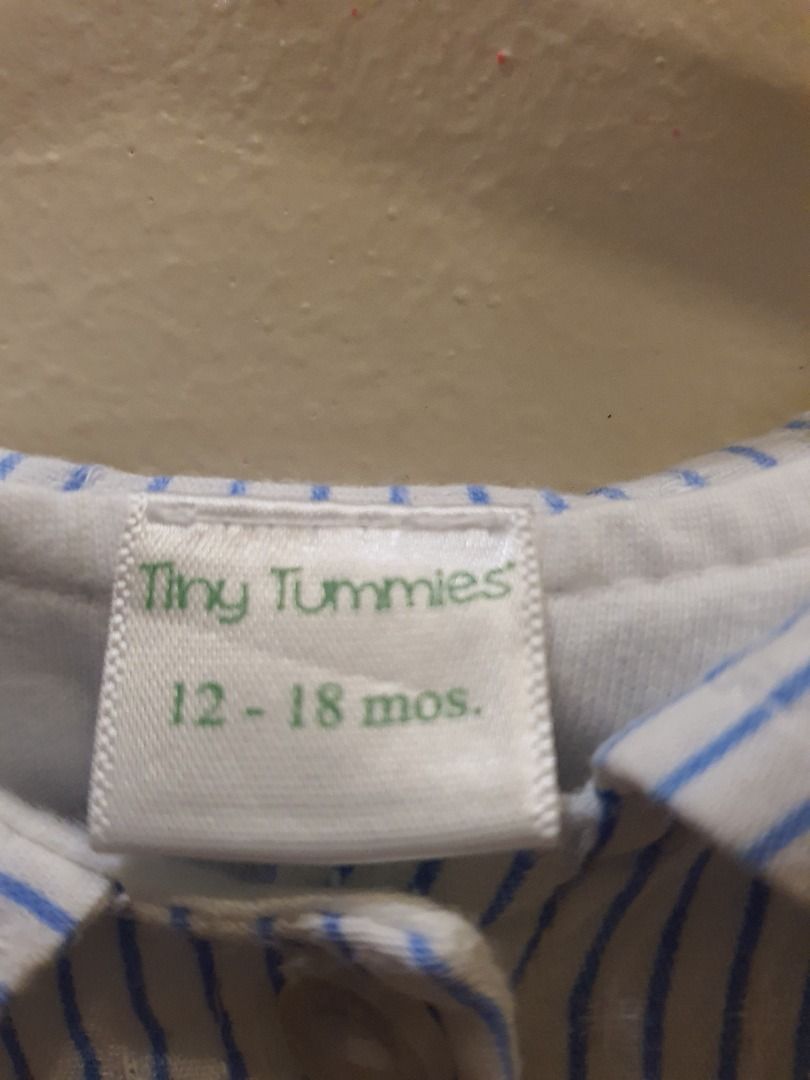 Tiny Tummies
12 - 18 mos.